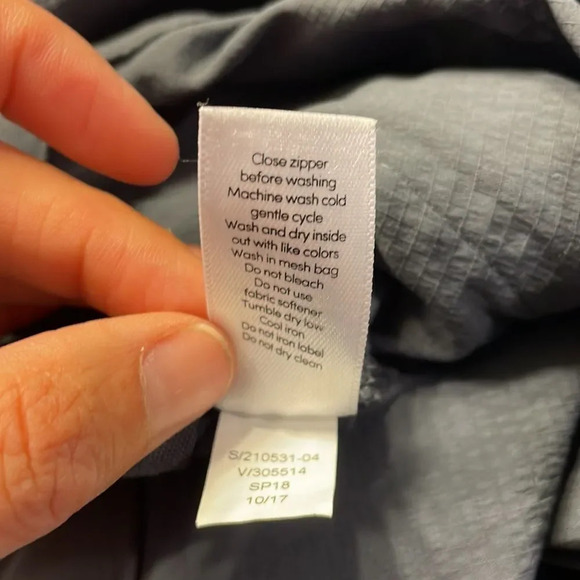 Close zipper
before washing
Machine wash cold
gentle cycle
Wash and dry inside
out with like colors
Wash in mesh bag
Do not bleach
Do not use
fabric softener
Tumble dry low
Cool iron
Do not iron label
Do not dry clean
S/210531-04
V/305514
SP18
10/17